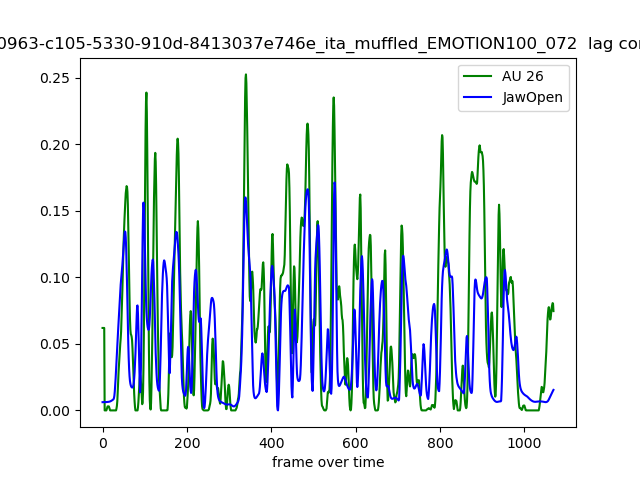 0963-c105-5330-910d-8413037e746e_ita_muffled_EMOTION100_072 lag
AU 26
JawOpen
0.25
0.20
0.15
0.10
0.05
0.00
0 200 400 600 800 1000
frame over time